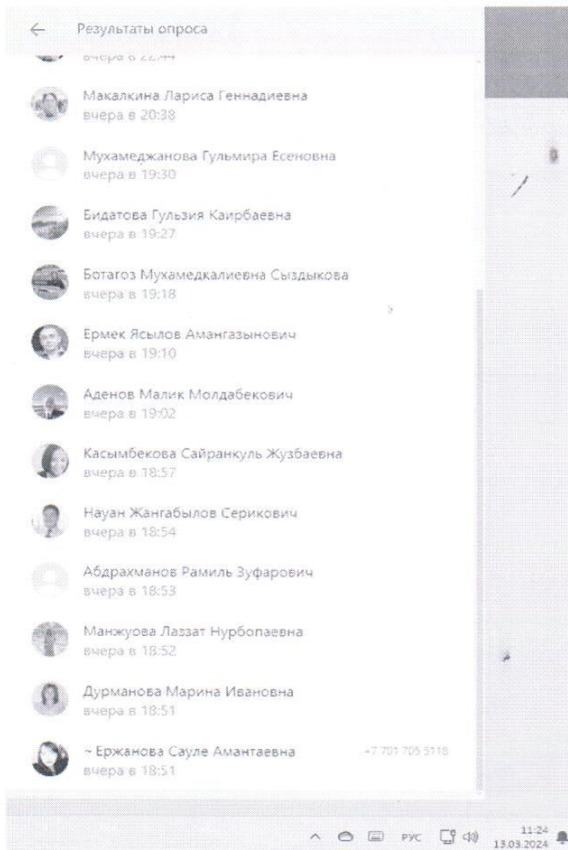 Результаты опроса
вчера в 22:44
Макалкина Лариса Геннадиевна
вчера в 20:38
Мухамеджанова Гульмира Есеновна
вчера в 19:30
Бидатова Гульзия Каирбаевна
вчера в 19:27
Ботагоз Мухамедкалиевна Сыздыкова
вчера в 19:18
Ермек Ясылов Амангазынович
вчера в 19:10
Аденов Малик Молдабекович
вчера в 19:02
Касымбекова Сайранкуль Жузбаевна
вчера в 18:57
Науан Жангабылов Серикович
вчера в 18:54
Абдрахманов Рамиль Зуфарович
вчера в 18:53
Манжуова Лаззат Нурбопаевна
вчера в 18:52
Дурманова Марина Ивановна
вчера в 18:51
~ Ержанова Сауле Амантаевна +7 701 705 5118
вчера в 18:51
РУС 11:24
13.03.2024